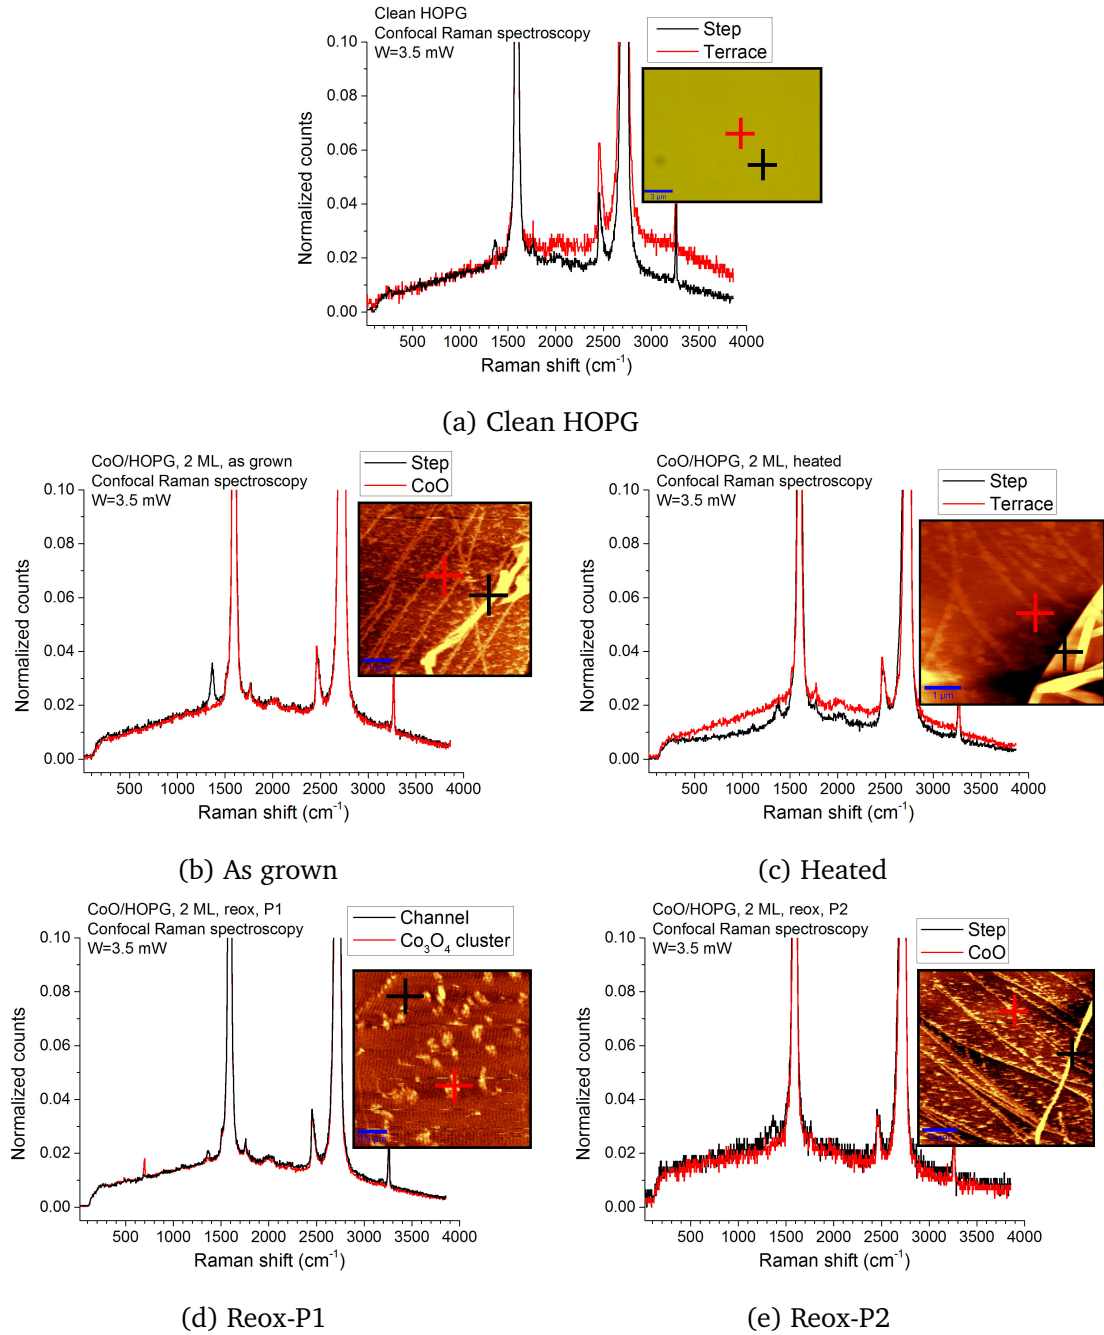 Clean HOPG
Confocal Raman spectroscopy
W=3.5 mW
Step
Terrace
3 µm
0.10
0.08
0.06
0.04
0.02
0.00
Normalized counts
500 1000 1500 2000 2500 3000 3500 4000
Raman shift (cm⁻¹)
(a) Clean HOPG
CoO/HOPG, 2 ML, as grown
Confocal Raman spectroscopy
W=3.5 mW
Step
CoO
0.10
0.08
0.06
0.04
0.02
0.00
Normalized counts
500 1000 1500 2000 2500 3000 3500 4000
Raman shift (cm⁻¹)
(b) As grown
CoO/HOPG, 2 ML, heated
Confocal Raman spectroscopy
W=3.5 mW
Step
Terrace
1 µm
0.10
0.08
0.06
0.04
0.02
0.00
Normalized counts
500 1000 1500 2000 2500 3000 3500 4000
Raman shift (cm⁻¹)
(c) Heated
CoO/HOPG, 2 ML, reox, P1
Confocal Raman spectroscopy
W=3.5 mW
Channel
Co₃O₄ cluster
0.10
0.08
0.06
0.04
0.02
0.00
Normalized counts
500 1000 1500 2000 2500 3000 3500 4000
Raman shift (cm⁻¹)
(d) Reox-P1
CoO/HOPG, 2 ML, reox, P2
Confocal Raman spectroscopy
W=3.5 mW
Step
CoO
0.10
0.08
0.06
0.04
0.02
0.00
Normalized counts
500 1000 1500 2000 2500 3000 3500 4000
Raman shift (cm⁻¹)
(e) Reox-P2